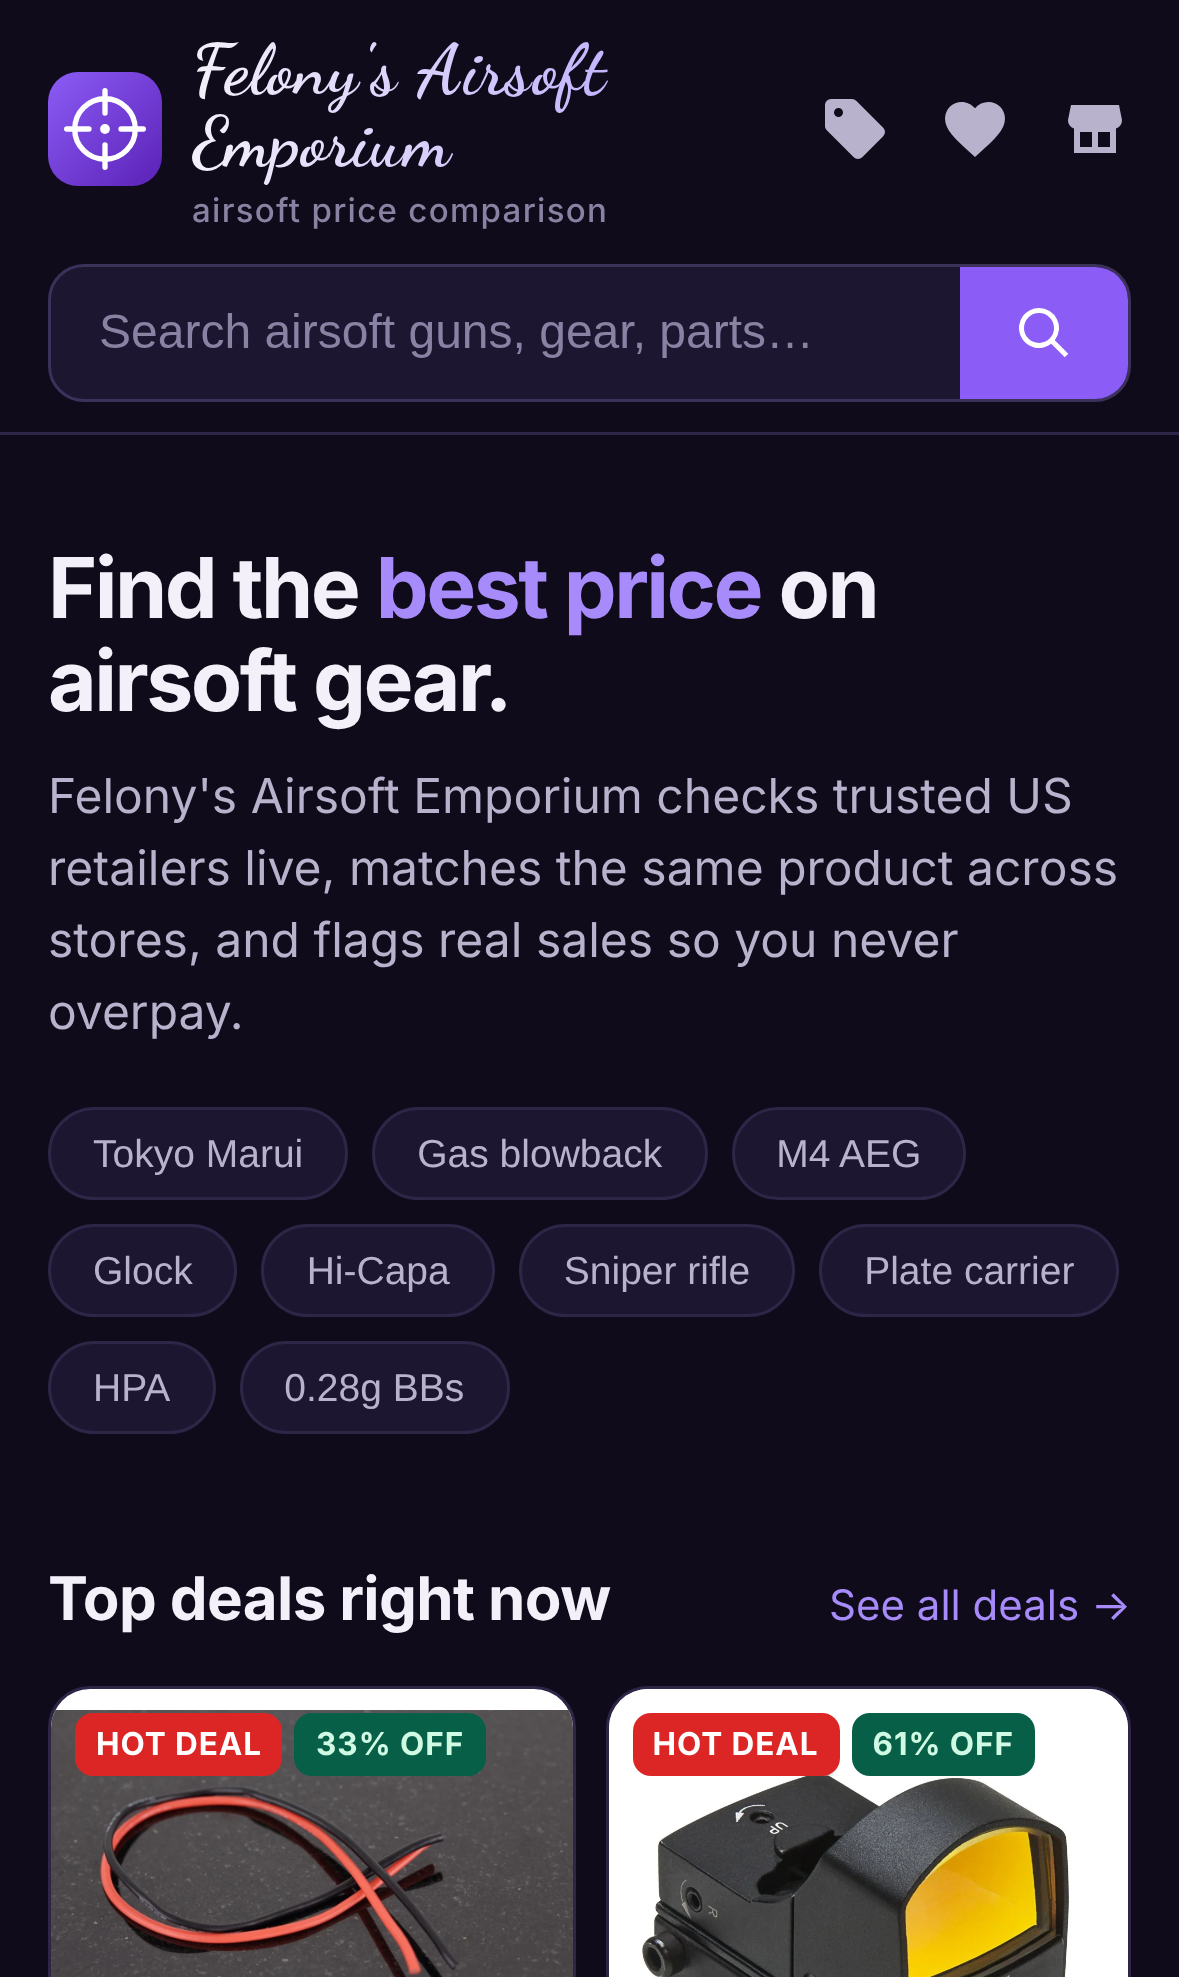 Felony's Airsoft
Emporium
airsoft price comparison
Search airsoft guns, gear, parts...
Find the best price on
airsoft gear.
Felony's Airsoft Emporium checks trusted US
retailers live, matches the same product across
stores, and flags real sales so you never
overpay.
Tokyo Marui
Gas blowback
M4 AEG
Glock
Hi-Capa
Sniper rifle
Plate carrier
HPA
0.28g BBs
Top deals right now
See all deals →
HOT DEAL
33% OFF
HOT DEAL
61% OFF
UP
R